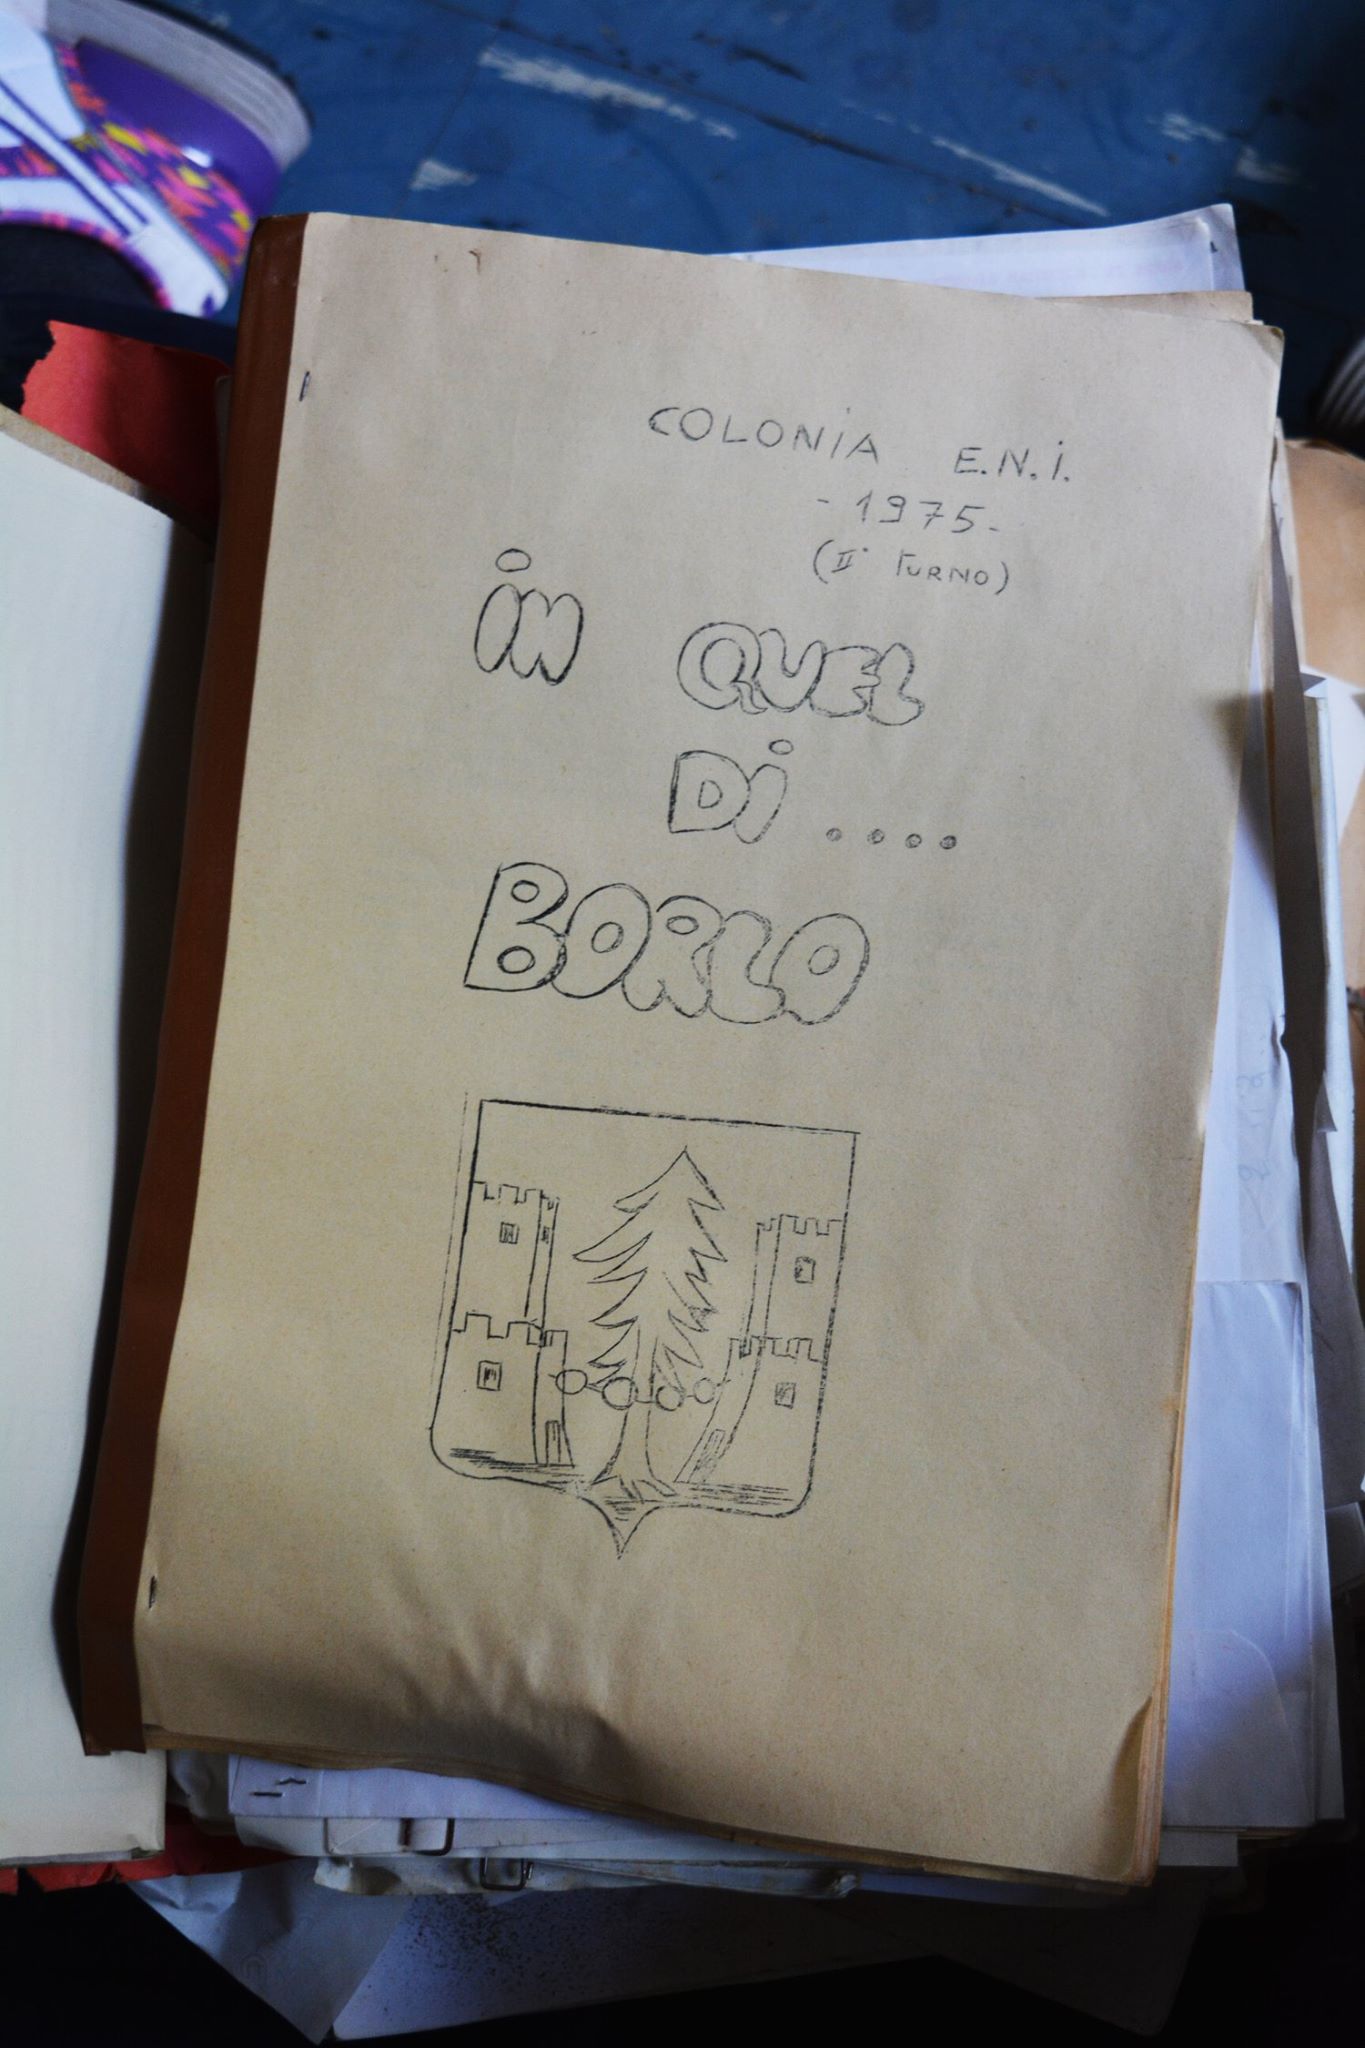 COLONIA E.N.I.
- 1975 -
(II° TURNO)
IN QUEL
DI ....
BORLO